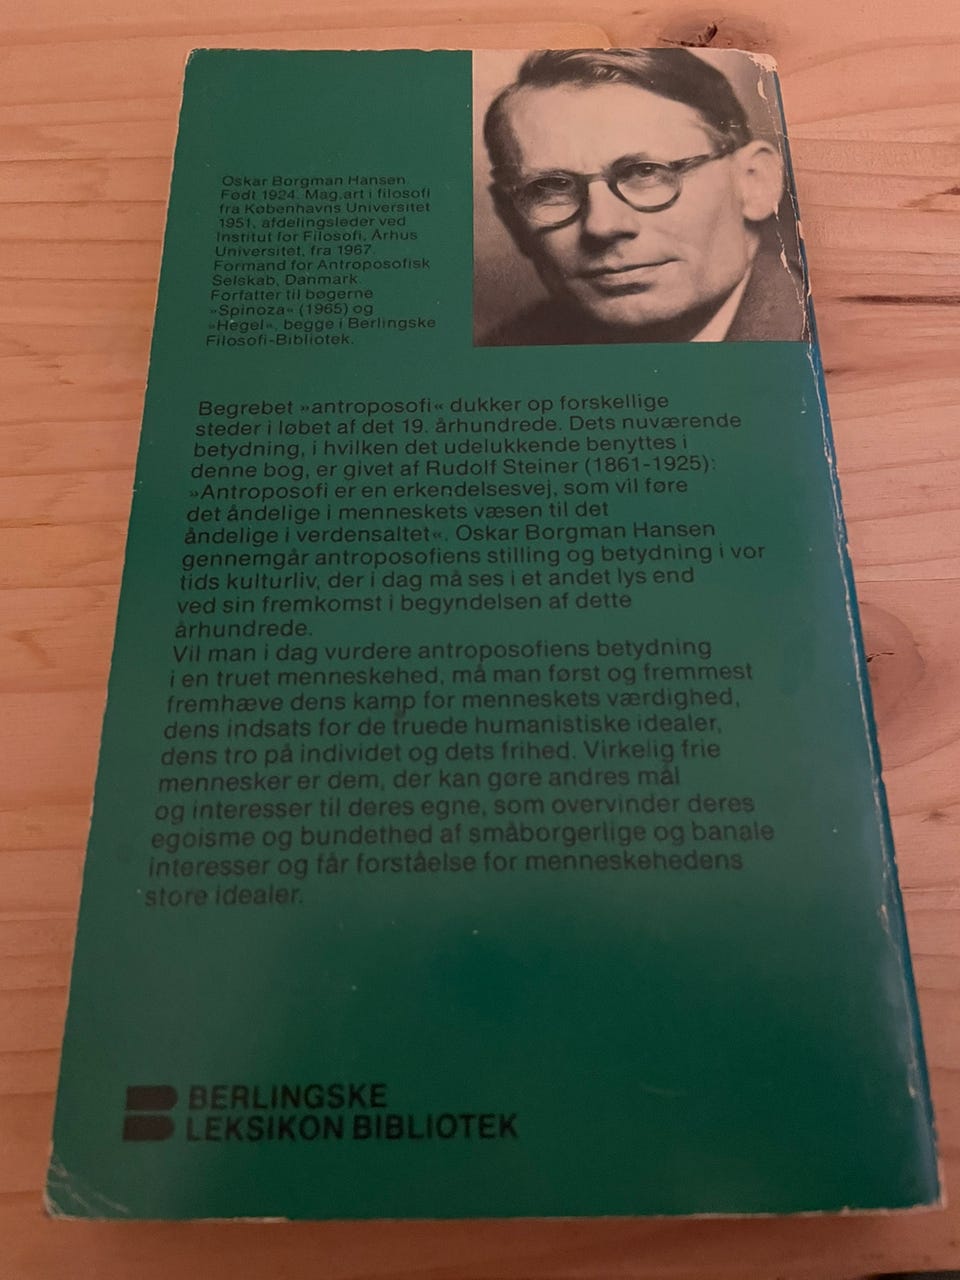 Oskar Borgman Hansen.
Født 1924. Mag.art i filosofi
fra Københavns Universitet
1951, afdelingsleder ved
Institut for Filosofi, Århus
Universitet, fra 1967.
Formand for Antroposofisk
Selskab, Danmark.
Forfatter til bøgerne
»Spinoza« (1965) og
»Hegel«, begge i Berlingske
Filosofi-Bibliotek.
Begrebet »antroposofi« dukker op forskellige
steder i løbet af det 19. århundrede. Dets nuværende
betydning, i hvilken det udelukkende benyttes i
denne bog, er givet af Rudolf Steiner (1861-1925):
»Antroposofi er en erkendelsesvej, som vil føre
det åndelige i menneskets væsen til det
åndelige i verdensaltet«. Oskar Borgman Hansen
gennemgår antroposofiens stilling og betydning i vor
tids kulturliv, der i dag må ses i et andet lys end
ved sin fremkomst i begyndelsen af dette
århundrede.
Vil man i dag vurdere antroposofiens betydning
i en truet menneskehed, må man først og fremmest
fremhæve dens kamp for menneskets værdighed,
dens indsats for de truede humanistiske idealer,
dens tro på individet og dets frihed. Virkelig frie
mennesker er dem, der kan gøre andres mål
og interesser til deres egne, som overvinder deres
egoisme og bundethed af småborgerlige og banale
interesser og får forståelse for menneskehedens
store idealer.
BERLINGSKE
LEKSIKON BIBLIOTEK